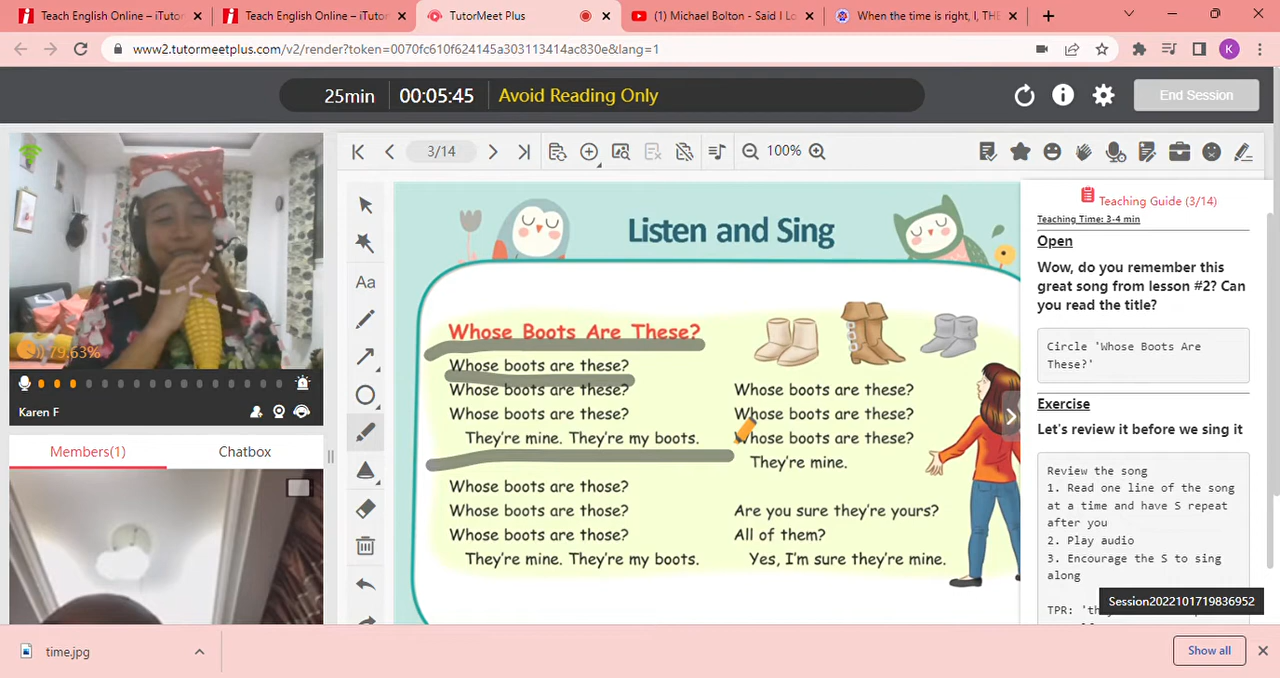 Teach English Online – iTutor
Teach English Online – iTutor
TutorMeet Plus
(1) Michael Bolton - Said I Lo
When the time is right, I, THE
www2.tutormeetplus.com/v2/render?token=0070fc610f624145a303113414ac830e&lang=1
K
25min 00:05:45 Avoid Reading Only
End Session
3/14
100%
79.63%
Karen F
Members(1) Chatbox
Aa
Listen and Sing
Whose Boots Are These?
Whose boots are these?
Whose boots are these?
Whose boots are these?
They're mine. They're my boots.
Whose boots are those?
Whose boots are those?
Whose boots are those?
They're mine. They're my boots.
Whose boots are these?
Whose boots are these?
Whose boots are these?
They're mine.
Are you sure they're yours?
All of them?
Yes, I'm sure they're mine.
Teaching Guide (3/14)
Teaching Time: 3-4 min
Open
Wow, do you remember this
great song from lesson #2? Can
you read the title?
Circle 'Whose Boots Are
These?'
Exercise
Let's review it before we sing it
Review the song
1. Read one line of the song
at a time and have S repeat
after you
2. Play audio
3. Encourage the S to sing
along
TPR:
Session2022101719836952
time.jpg
Show all